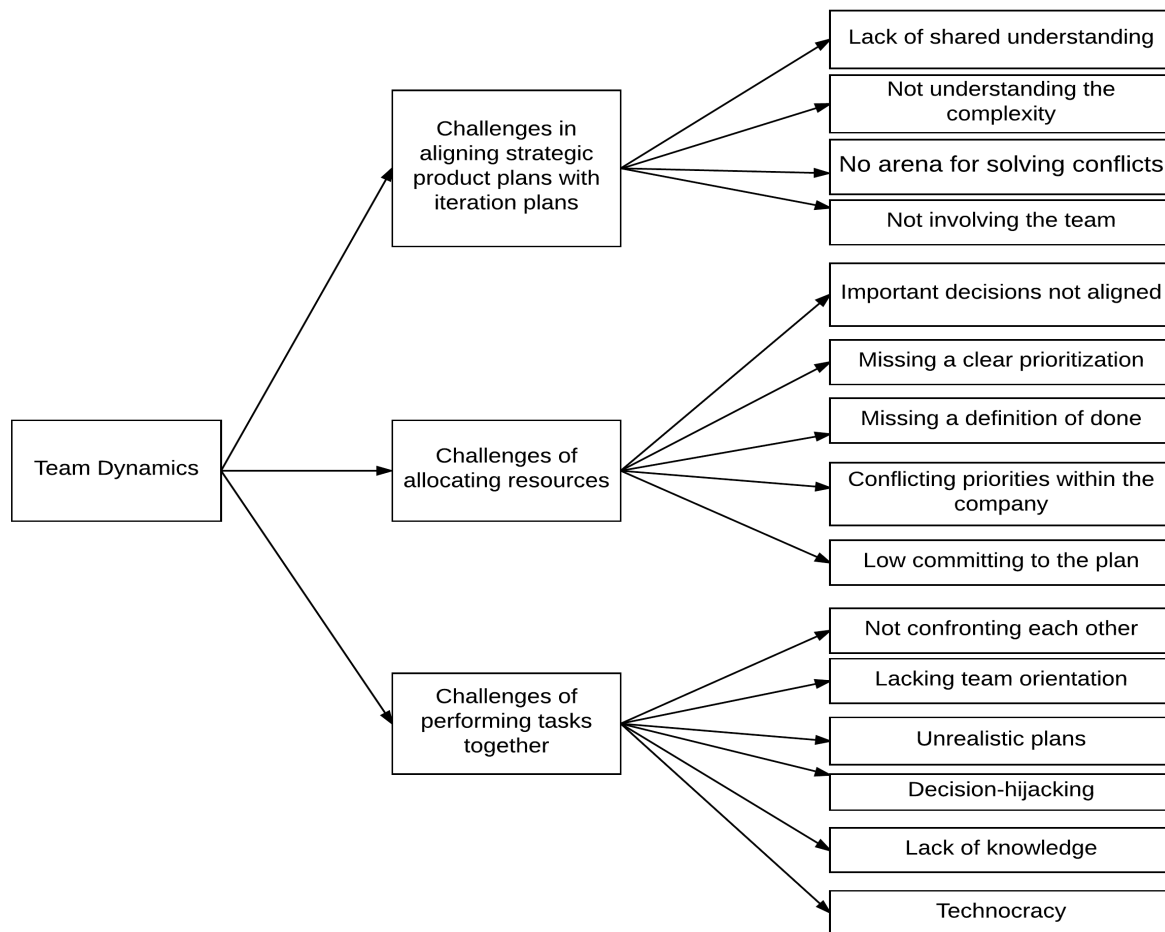 Team Dynamics
Challenges in
aligning strategic
product plans with
iteration plans
Lack of shared understanding
Not understanding the
complexity
No arena for solving conflicts
Not involving the team
Challenges of
allocating resources
Important decisions not aligned
Missing a clear prioritization
Missing a definition of done
Conflicting priorities within the
company
Low committing to the plan
Challenges of
performing tasks
together
Not confronting each other
Lacking team orientation
Unrealistic plans
Decision-hijacking
Lack of knowledge
Technocracy